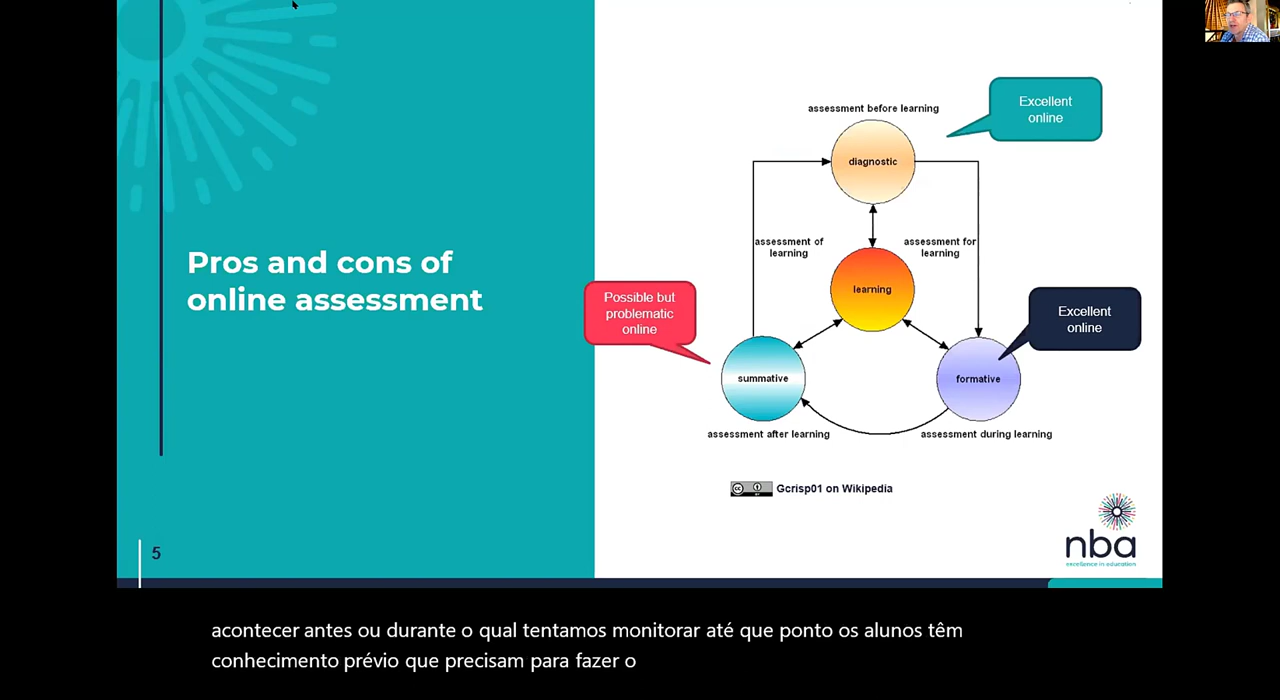 Pros and cons of
online assessment
5
assessment before learning
Excellent
online
diagnostic
assessment of
learning
assessment for
learning
learning
Possible but
problematic
online
Excellent
online
summative
formative
assessment after learning
assessment during learning
cc BY
Gcrisp01 on Wikipedia
nba
excellence in education
acontecer antes ou durante o qual tentamos monitorar até que ponto os alunos têm
conhecimento prévio que precisam para fazer o